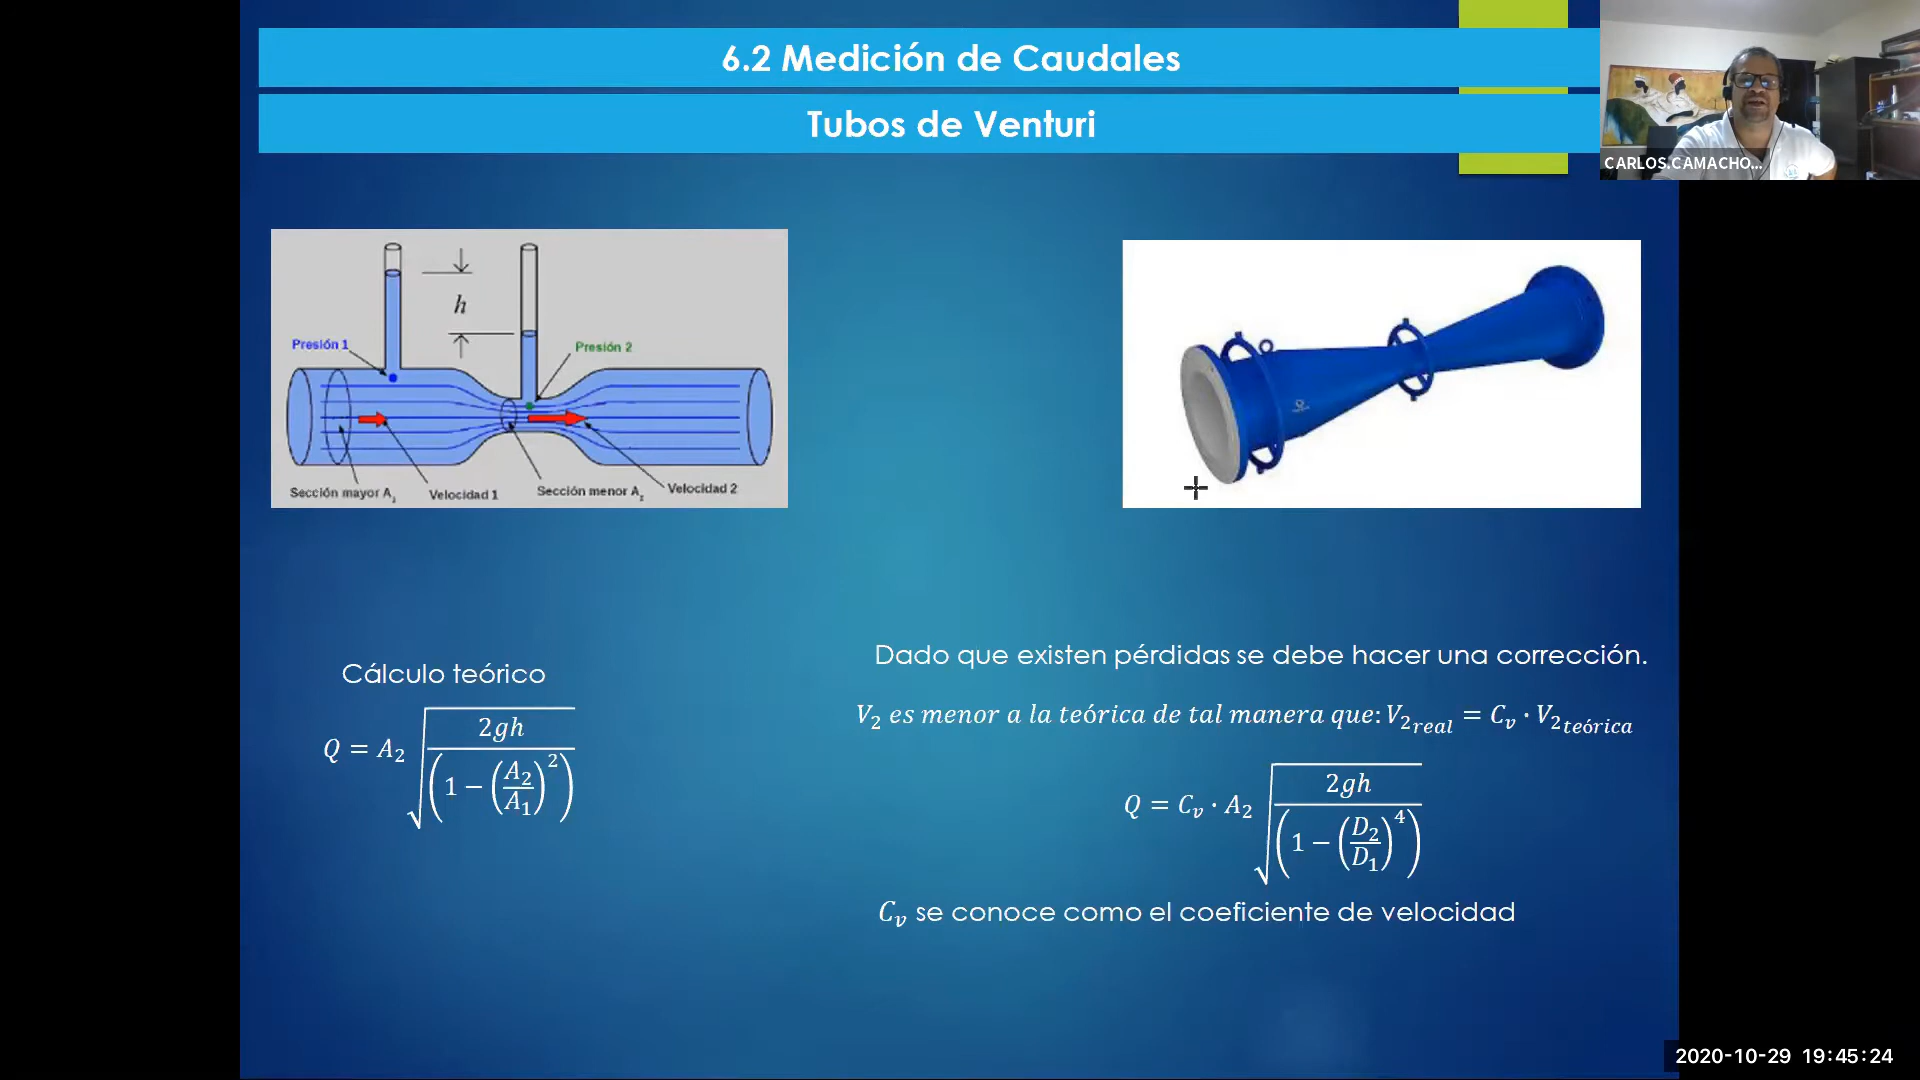 6.2 Medición de Caudales
Tubos de Venturi
CARLOS.CAMACHO...
h
Presión 1
Presión 2
Sección mayor A₁
Velocidad 1
Sección menor A₂
Velocidad 2
Cálculo teórico
Q = A₂ √(2gh / (1 − (A₂/A₁)²))
Dado que existen pérdidas se debe hacer una corrección.
V₂ es menor a la teórica de tal manera que: V₂real = Cᵥ · V₂teórica
Q = Cᵥ · A₂ √(2gh / (1 − (D₂/D₁)⁴))
Cᵥ se conoce como el coeficiente de velocidad
2020-10-29 19:45:24